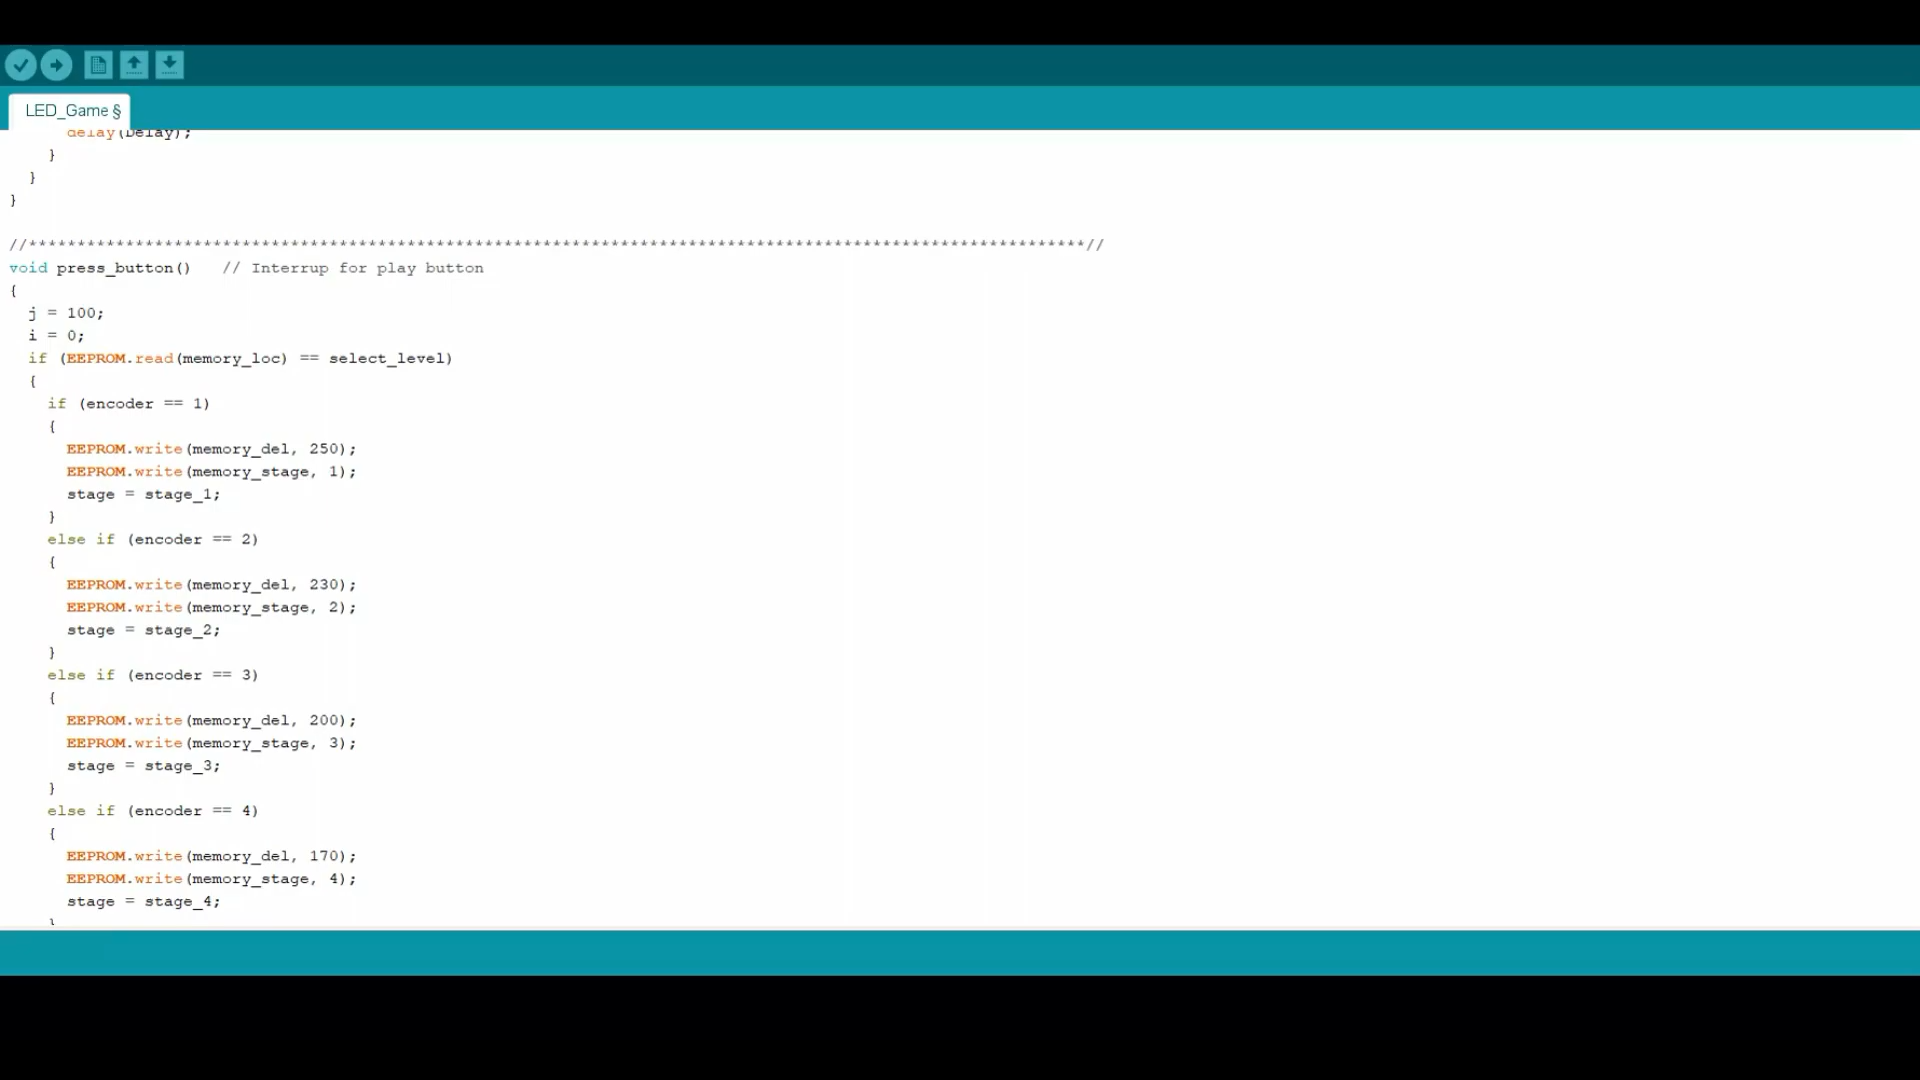 LED_Game §
delay(Delay);
}
}
}
//*************************************************************************************************************//
void press_button()   // Interrup for play button
{
j = 100;
i = 0;
if (EEPROM.read(memory_loc) == select_level)
{
if (encoder == 1)
{
EEPROM.write(memory_del, 250);
EEPROM.write(memory_stage, 1);
stage = stage_1;
}
else if (encoder == 2)
{
EEPROM.write(memory_del, 230);
EEPROM.write(memory_stage, 2);
stage = stage_2;
}
else if (encoder == 3)
{
EEPROM.write(memory_del, 200);
EEPROM.write(memory_stage, 3);
stage = stage_3;
}
else if (encoder == 4)
{
EEPROM.write(memory_del, 170);
EEPROM.write(memory_stage, 4);
stage = stage_4;
}